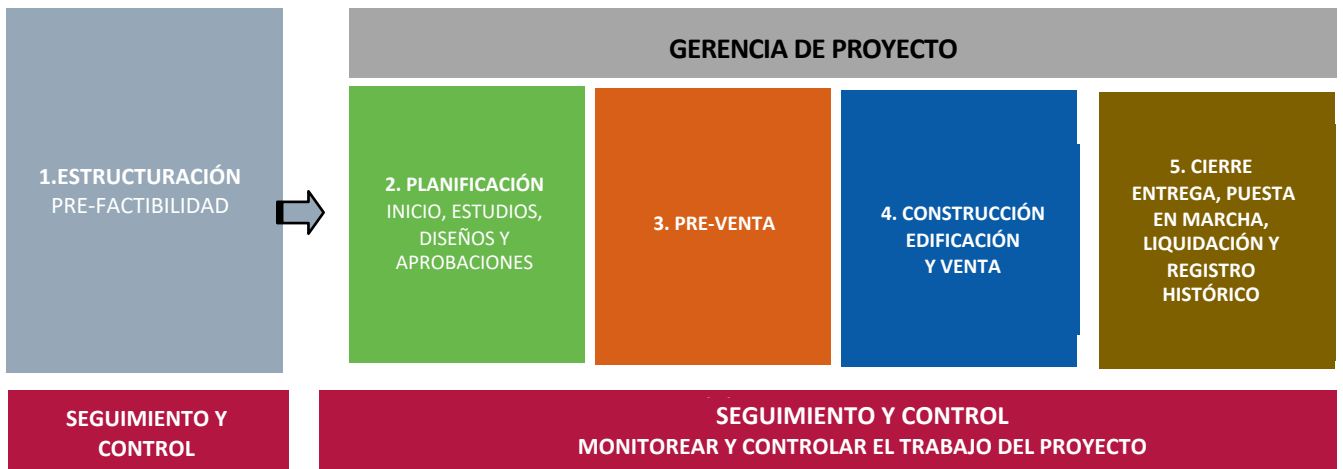 GERENCIA DE PROYECTO
1.ESTRUCTURACIÓN
PRE-FACTIBILIDAD
2. PLANIFICACIÓN
INICIO, ESTUDIOS,
DISEÑOS Y
APROBACIONES
3. PRE-VENTA
4. CONSTRUCCIÓN
EDIFICACIÓN
Y VENTA
5. CIERRE
ENTREGA, PUESTA
EN MARCHA,
LIQUIDACIÓN Y
REGISTRO
HISTÓRICO
SEGUIMIENTO Y
CONTROL
SEGUIMIENTO Y CONTROL
MONITOREAR Y CONTROLAR EL TRABAJO DEL PROYECTO